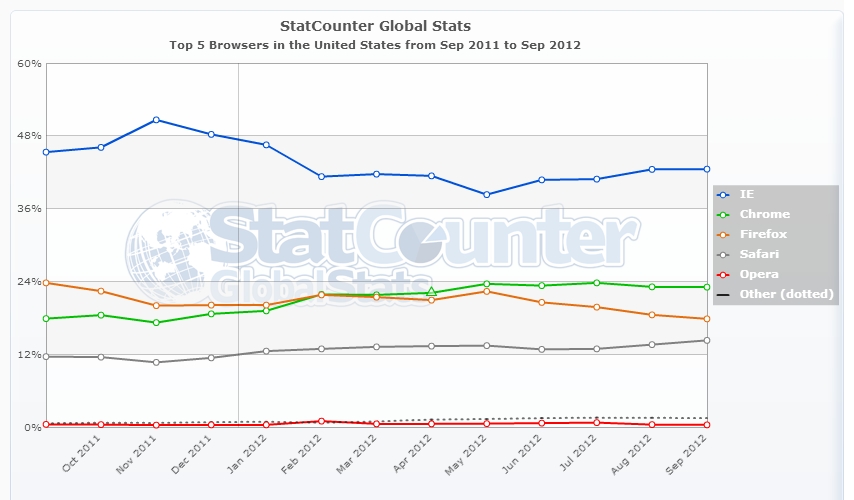 StatCounter Global Stats
Top 5 Browsers in the United States from Sep 2011 to Sep 2012
60%
48%
36%
24%
12%
0%
StatCounter
GlobalStats
IE
Chrome
Firefox
Safari
Opera
Other (dotted)
Oct 2011
Nov 2011
Dec 2011
Jan 2012
Feb 2012
Mar 2012
Apr 2012
May 2012
Jun 2012
Jul 2012
Aug 2012
Sep 2012